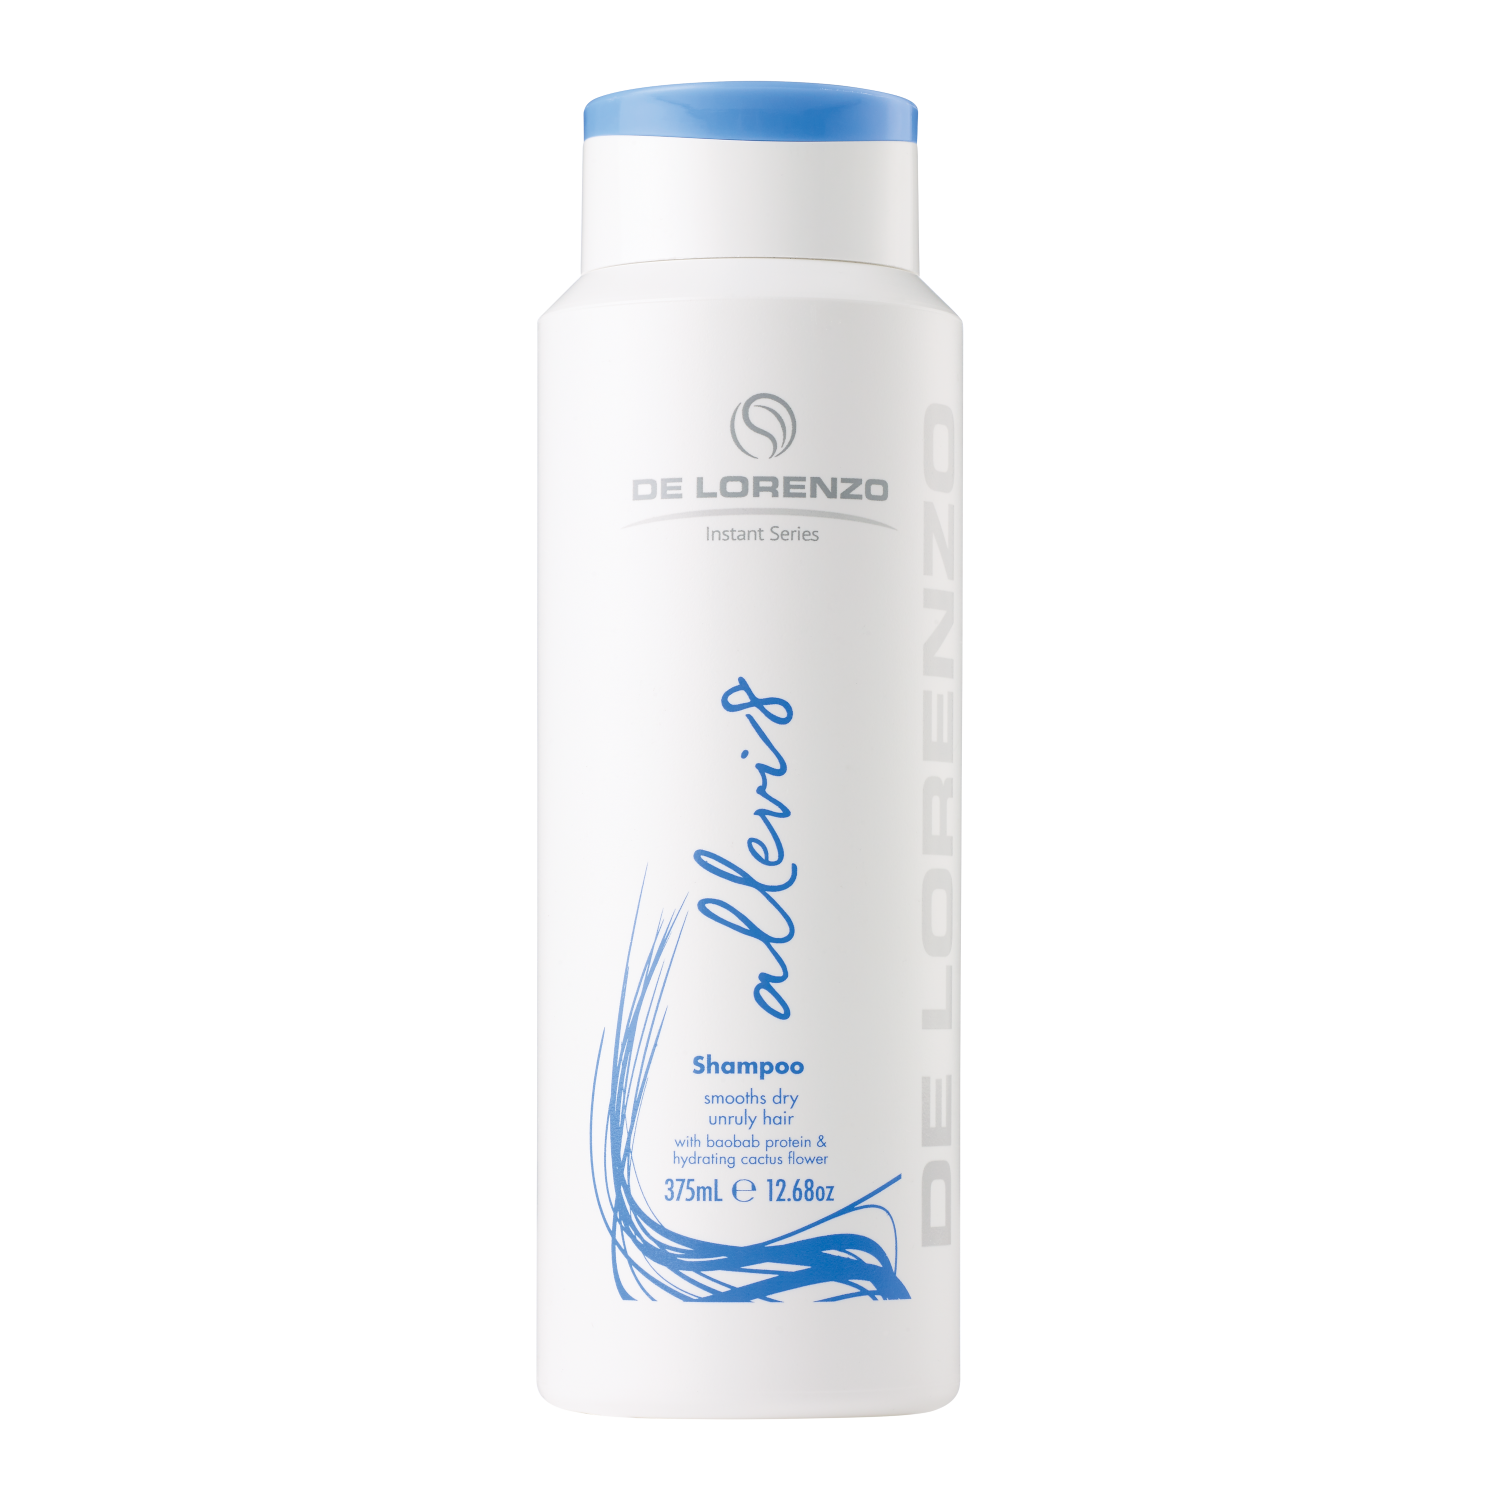 DE LORENZO
Instant Series
allevi8
Shampoo
smooths dry
unruly hair
with baobab protein &
hydrating cactus flower
375mL ℮ 12.68oz
DE LORENZO